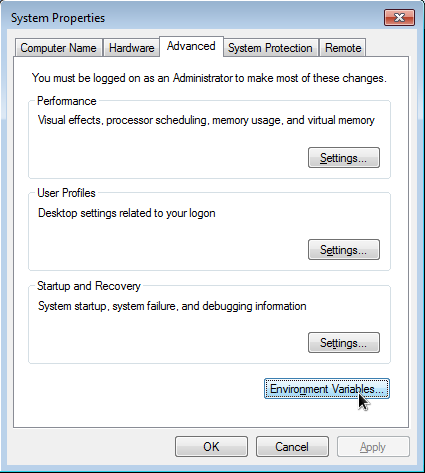 System Properties
Computer Name Hardware Advanced System Protection Remote
You must be logged on as an Administrator to make most of these changes.
Performance
Visual effects, processor scheduling, memory usage, and virtual memory
Settings...
User Profiles
Desktop settings related to your logon
Settings...
Startup and Recovery
System startup, system failure, and debugging information
Settings...
Environment Variables...
OK Cancel Apply